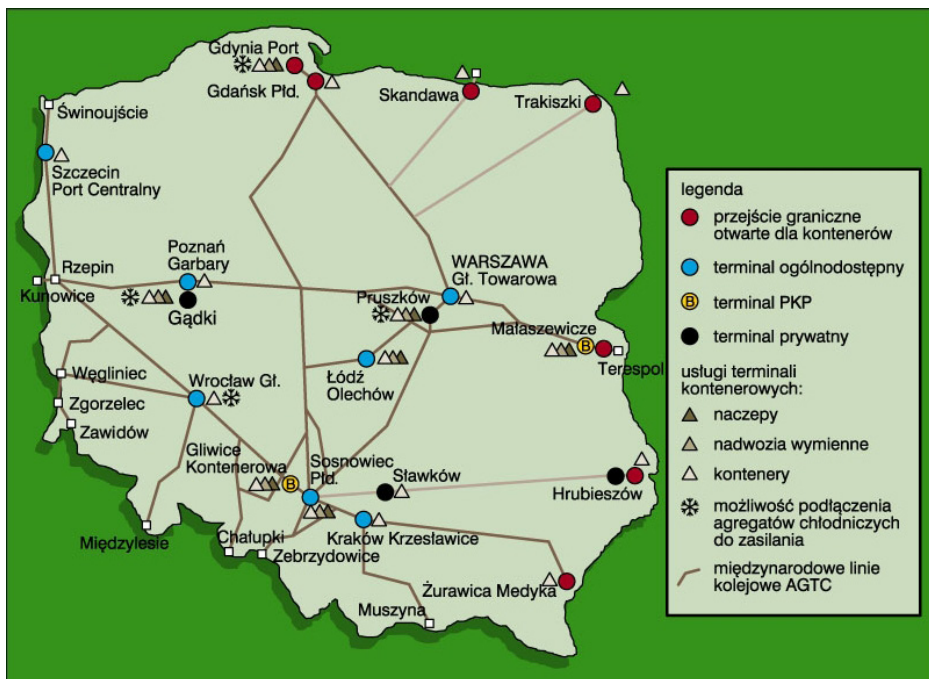 Gdynia Port
Gdańsk Płd.
Skandawa
Trakiszki
Świnoujście
Szczecin
Port Centralny
Rzepin
Kunowice
Poznań
Garbary
Gądki
WARSZAWA
Gł. Towarowa
Pruszków
Małaszewicze
B
Terespol
Łódź
Olechów
Węgliniec
Zgorzelec
Zawidów
Wrocław Gł.
Gliwice
Kontenerowa
B
Sosnowiec
Płd.
Sławków
Hrubieszów
Międzylesie
Chałupki
Zebrzydowice
Kraków Krzesławice
Żurawica Medyka
Muszyna
legenda
przejście graniczne
otwarte dla kontenerów
terminal ogólnodostępny
B
terminal PKP
terminal prywatny
usługi terminali
kontenerowych:
naczepy
nadwozia wymienne
kontenery
możliwość podłączenia
agregatów chłodniczych
do zasilania
międzynarodowe linie
kolejowe AGTC